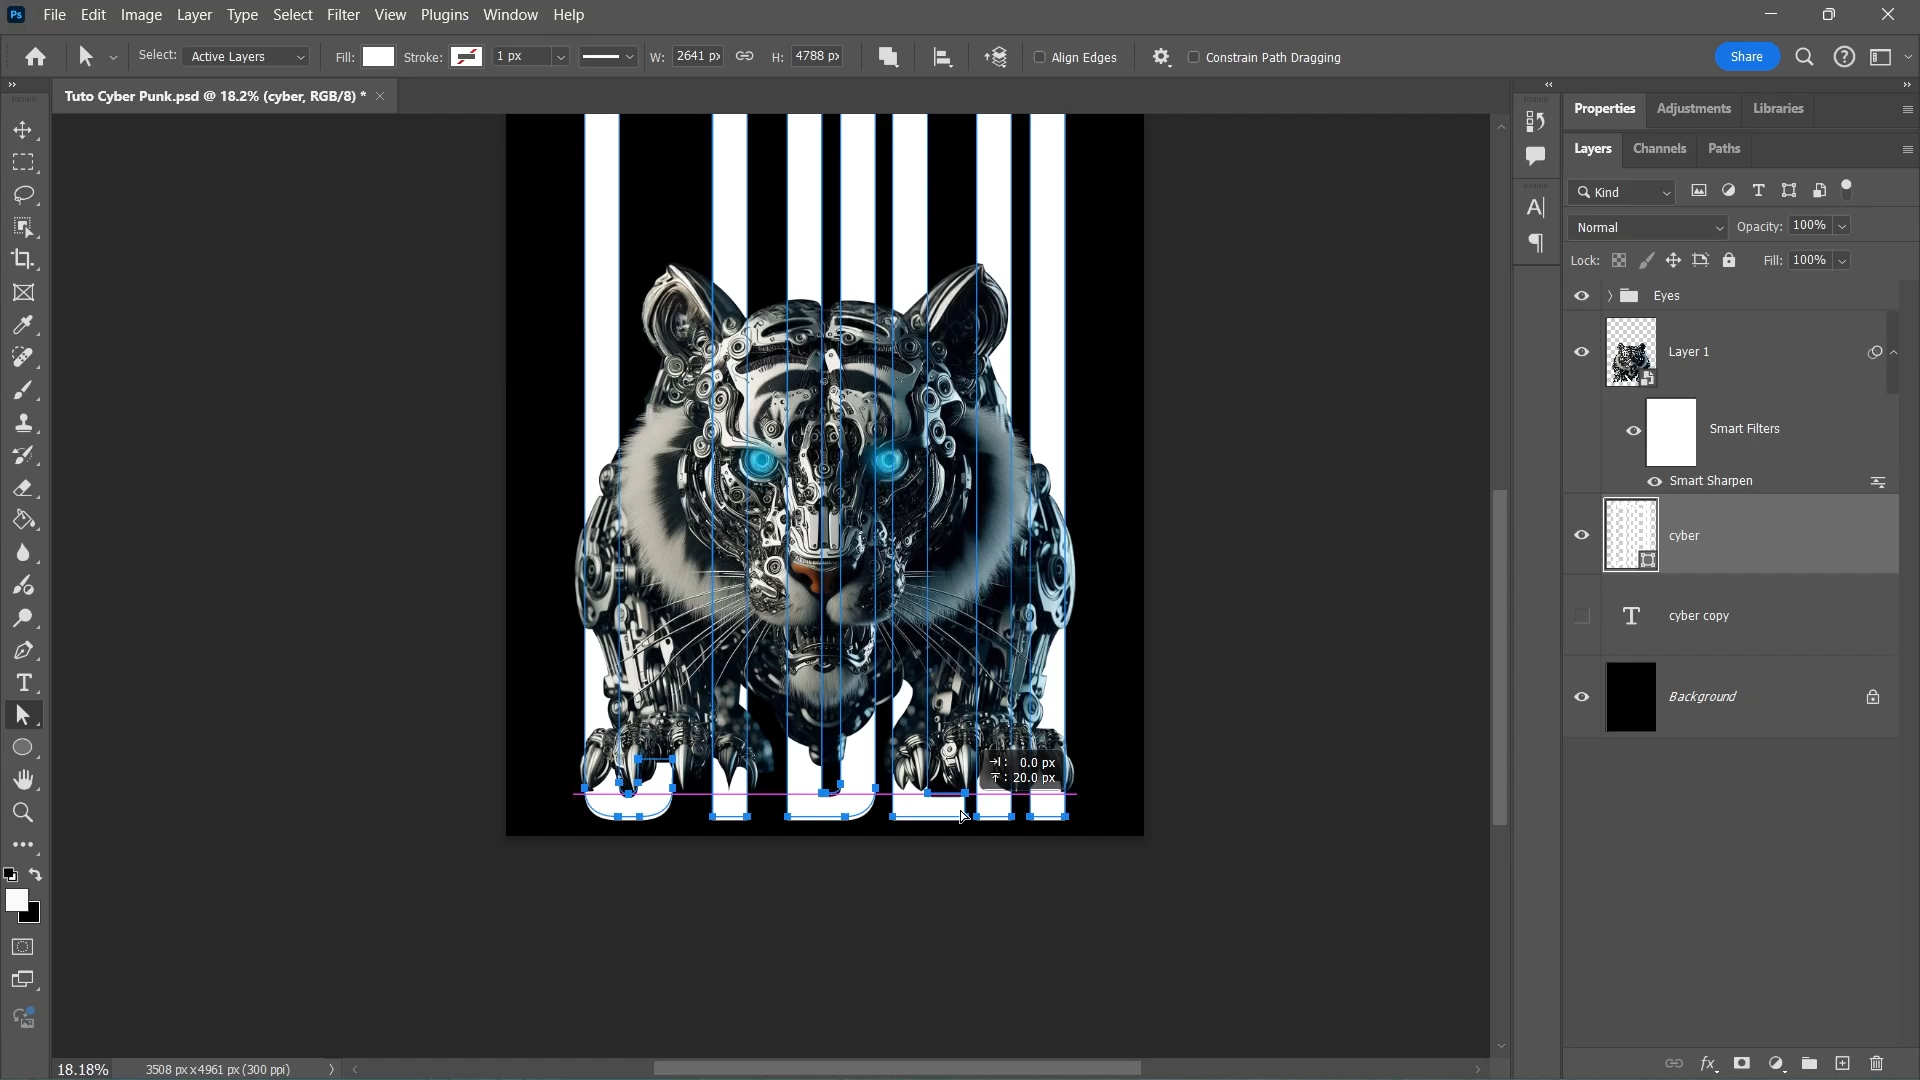 Ps File Edit Image Layer Type Select Filter View Plugins Window Help
Select: Active Layers Fill: Stroke: 1 px W: 2641 px H: 4788 px Align Edges Constrain Path Dragging Share
Tuto Cyber Punk.psd @ 18.2% (cyber, RGB/8) *
Properties Adjustments Libraries
Layers Channels Paths
Kind
Normal Opacity: 100%
Lock: Fill: 100%
Eyes
Layer 1
Smart Filters
Smart Sharpen
cyber
T cyber copy
Background
: 0.0 px
: 20.0 px
18.18% 3508 px x 4961 px (300 ppi)